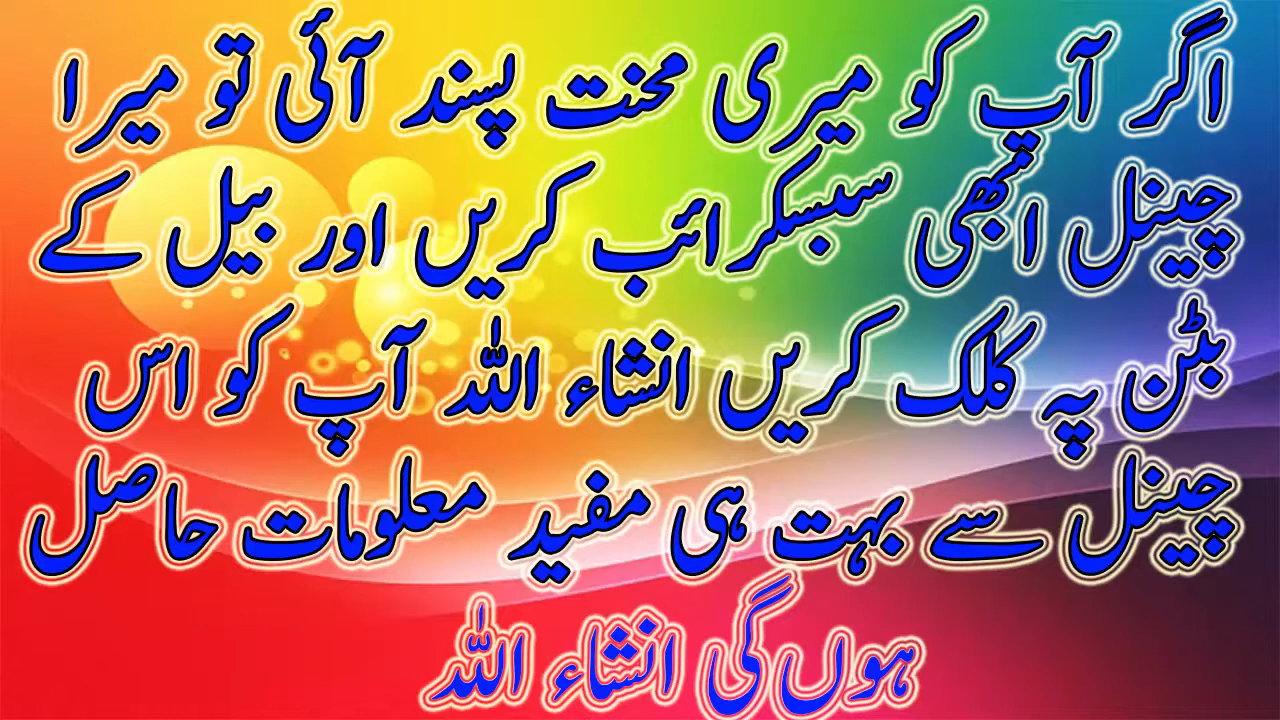 اگر آپ کو میری محنت پسند آئی تو میرا
چینل ابھی سبسکرائب کریں اور بیل کے
بٹن پہ کلک کریں انشاء اللہ آپ کو اس
چینل سے بہت ہی مفید معلومات حاصل
ہوں گی انشاء اللہ